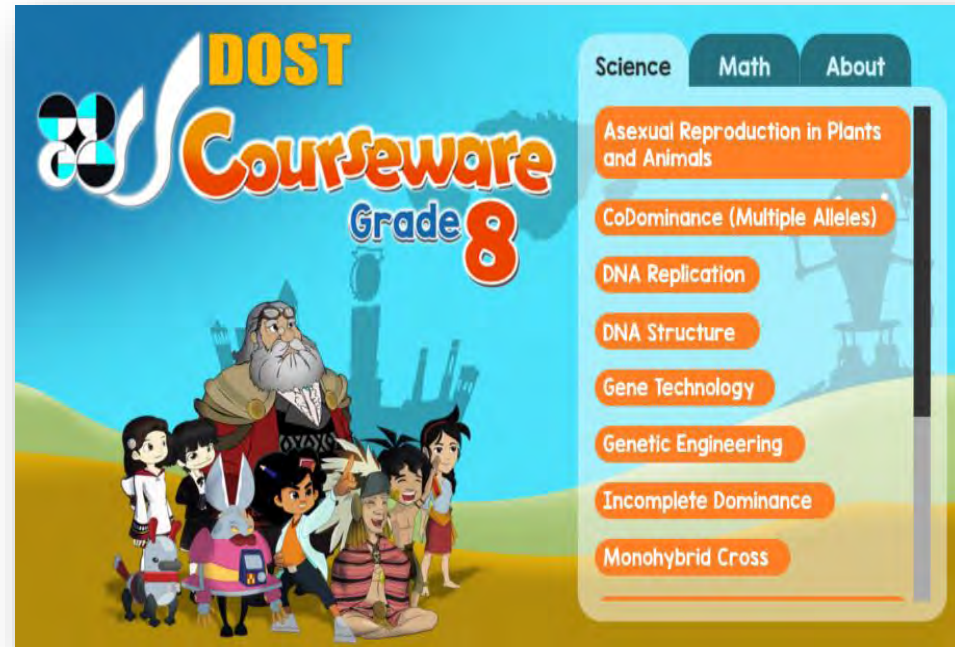 DOST
Courseware
Grade 8
Science
Math
About
Asexual Reproduction in Plants
and Animals
CoDominance (Multiple Alleles)
DNA Replication
DNA Structure
Gene Technology
Genetic Engineering
Incomplete Dominance
Monohybrid Cross